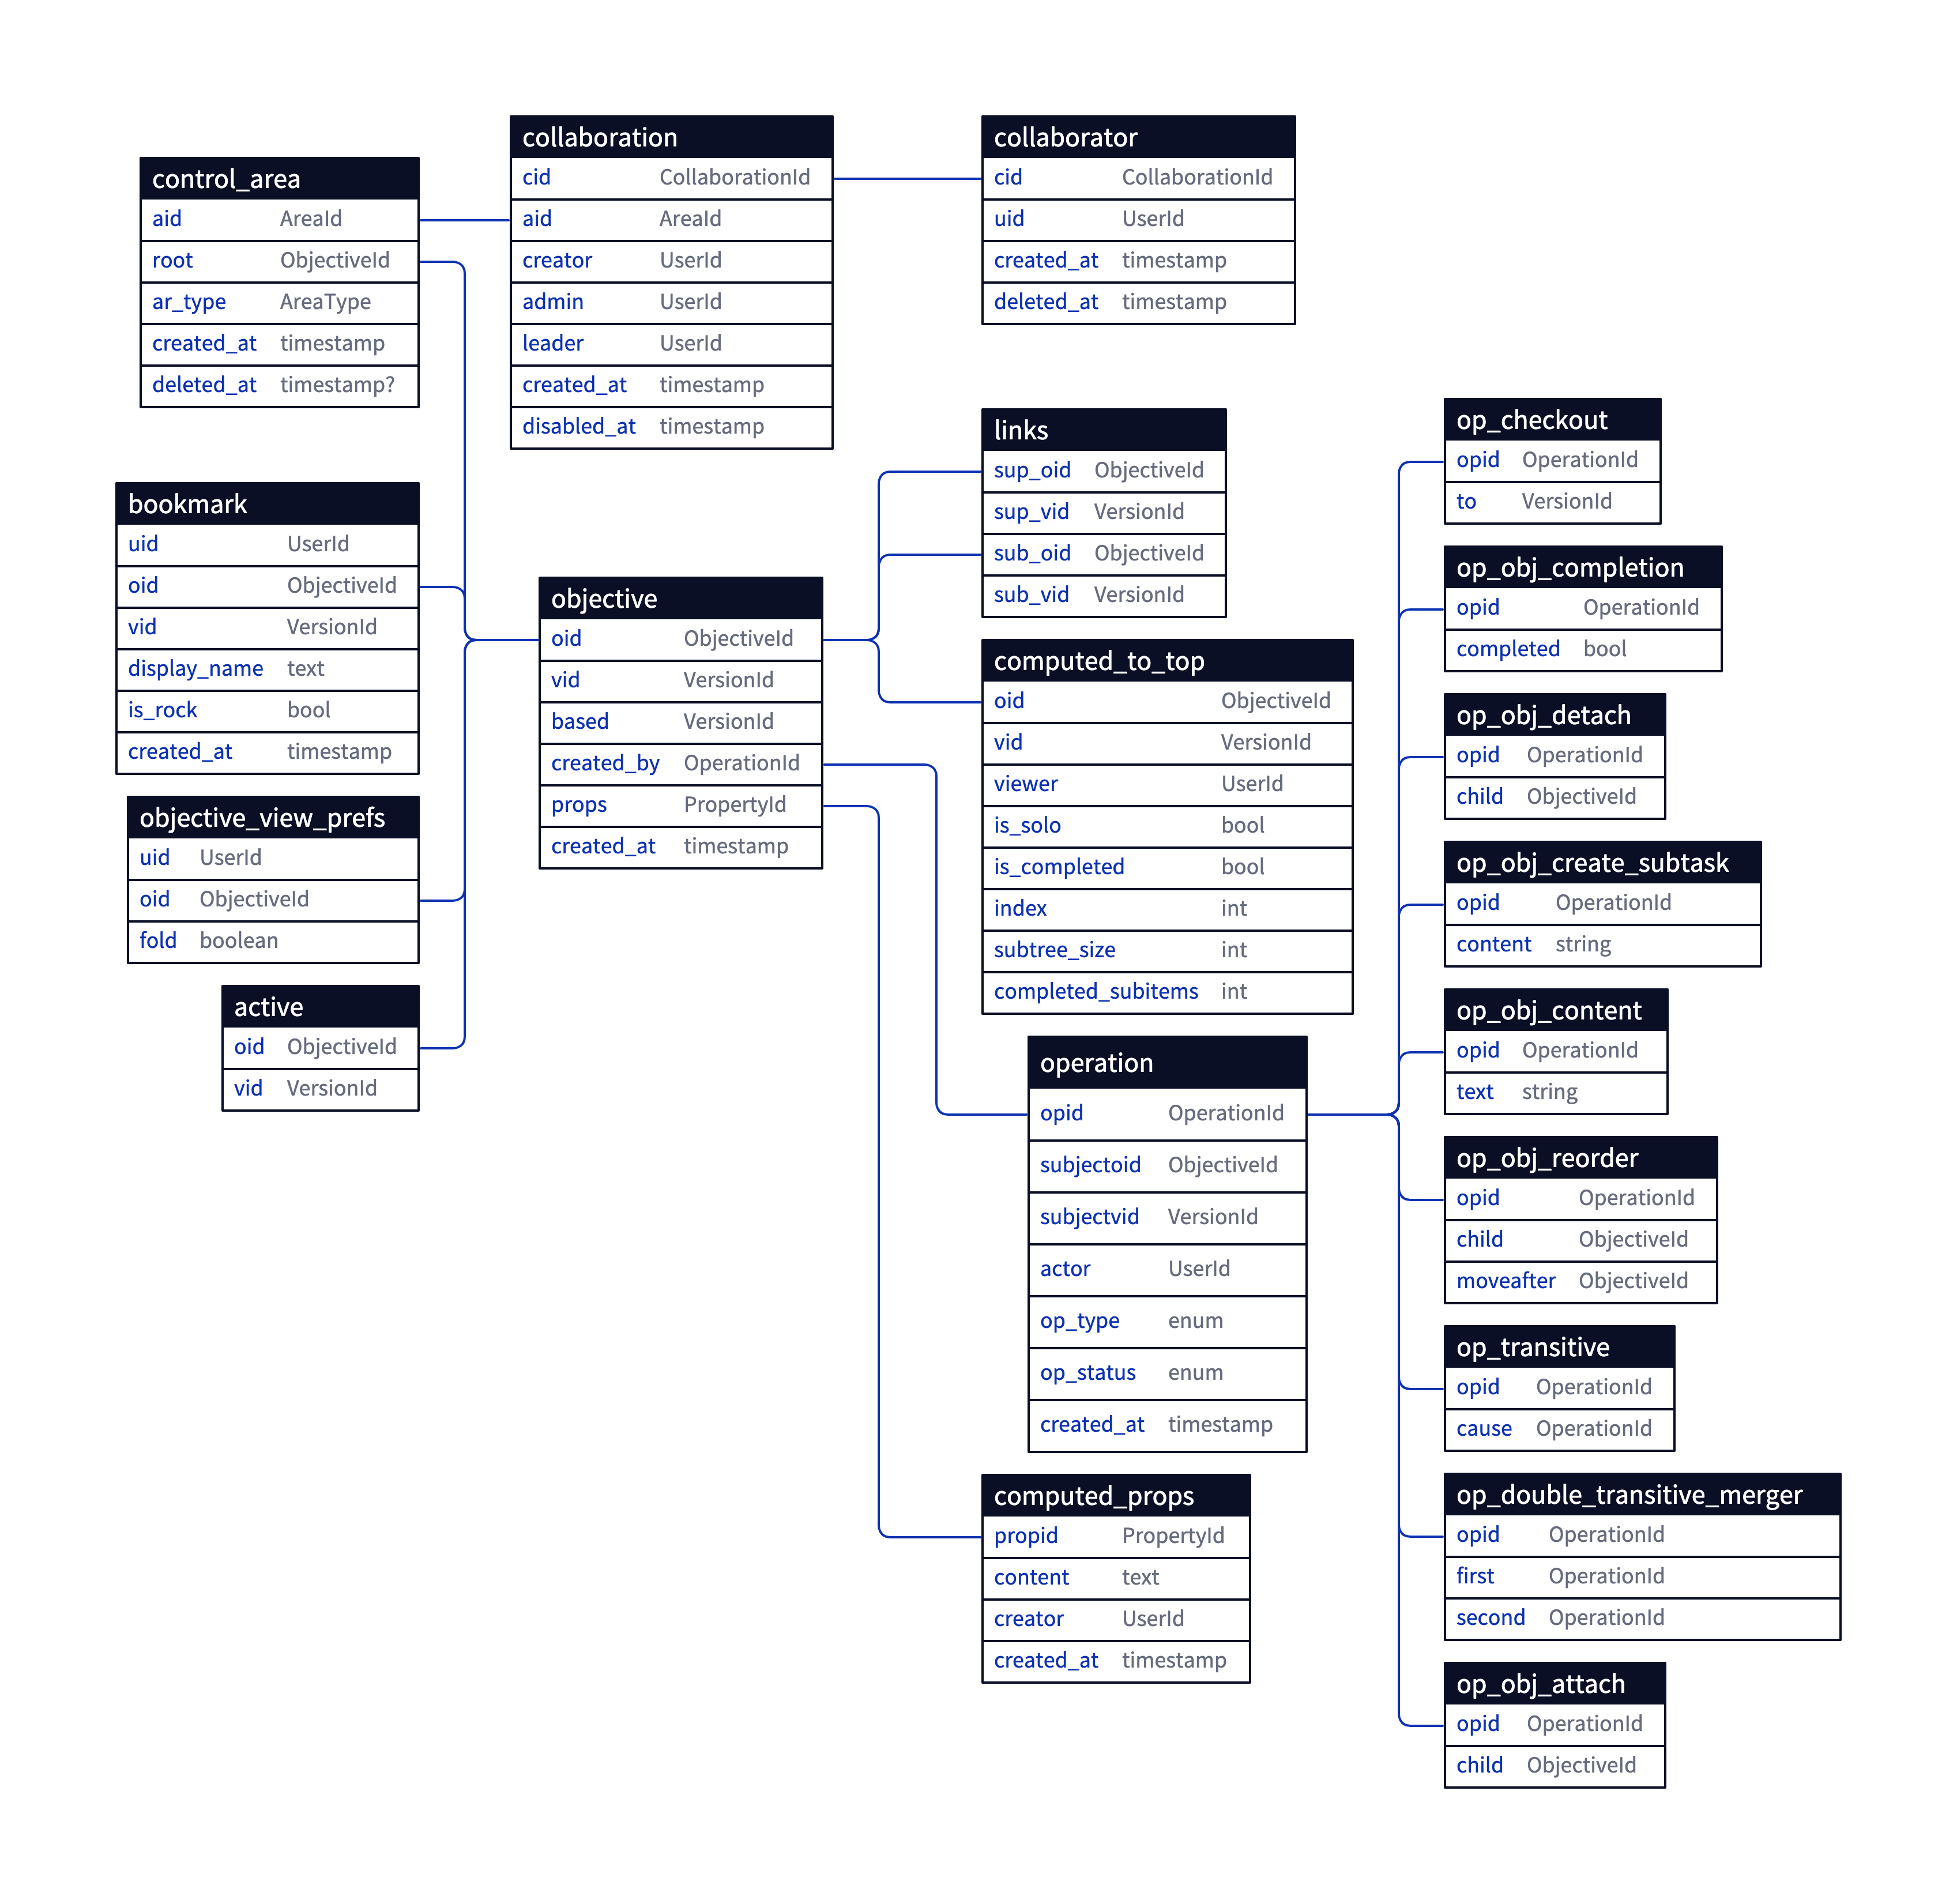 control_area
aid AreaId
root ObjectiveId
ar_type AreaType
created_at timestamp
deleted_at timestamp?
collaboration
cid CollaborationId
aid AreaId
creator UserId
admin UserId
leader UserId
created_at timestamp
disabled_at timestamp
collaborator
cid CollaborationId
uid UserId
created_at timestamp
deleted_at timestamp
bookmark
uid UserId
oid ObjectiveId
vid VersionId
display_name text
is_rock bool
created_at timestamp
objective_view_prefs
uid UserId
oid ObjectiveId
fold boolean
active
oid ObjectiveId
vid VersionId
objective
oid ObjectiveId
vid VersionId
based VersionId
created_by OperationId
props PropertyId
created_at timestamp
links
sup_oid ObjectiveId
sup_vid VersionId
sub_oid ObjectiveId
sub_vid VersionId
computed_to_top
oid ObjectiveId
vid VersionId
viewer UserId
is_solo bool
is_completed bool
index int
subtree_size int
completed_subitems int
operation
opid OperationId
subjectoid ObjectiveId
subjectvid VersionId
actor UserId
op_type enum
op_status enum
created_at timestamp
computed_props
propid PropertyId
content text
creator UserId
created_at timestamp
op_checkout
opid OperationId
to VersionId
op_obj_completion
opid OperationId
completed bool
op_obj_detach
opid OperationId
child ObjectiveId
op_obj_create_subtask
opid OperationId
content string
op_obj_content
opid OperationId
text string
op_obj_reorder
opid OperationId
child ObjectiveId
moveafter ObjectiveId
op_transitive
opid OperationId
cause OperationId
op_double_transitive_merger
opid OperationId
first OperationId
second OperationId
op_obj_attach
opid OperationId
child ObjectiveId